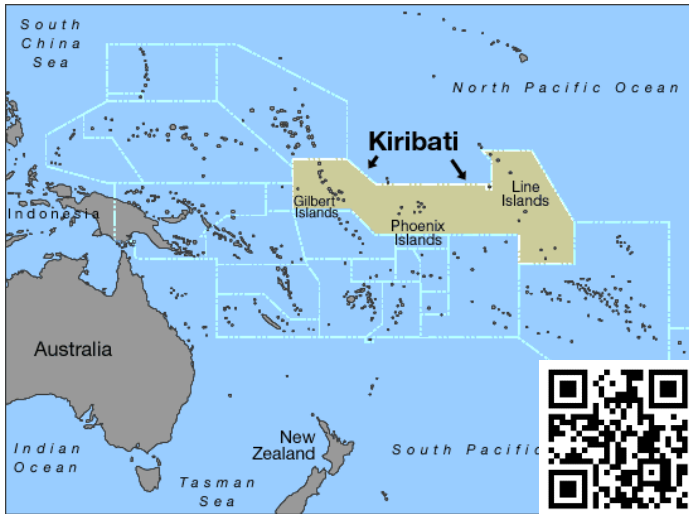 South
China
Sea
North Pacific Ocean
Kiribati
Gilbert
Islands
Line
Islands
Indonesia
Phoenix
Islands
Australia
New
Zealand
Indian
Ocean
South Pacific
Tasman
Sea